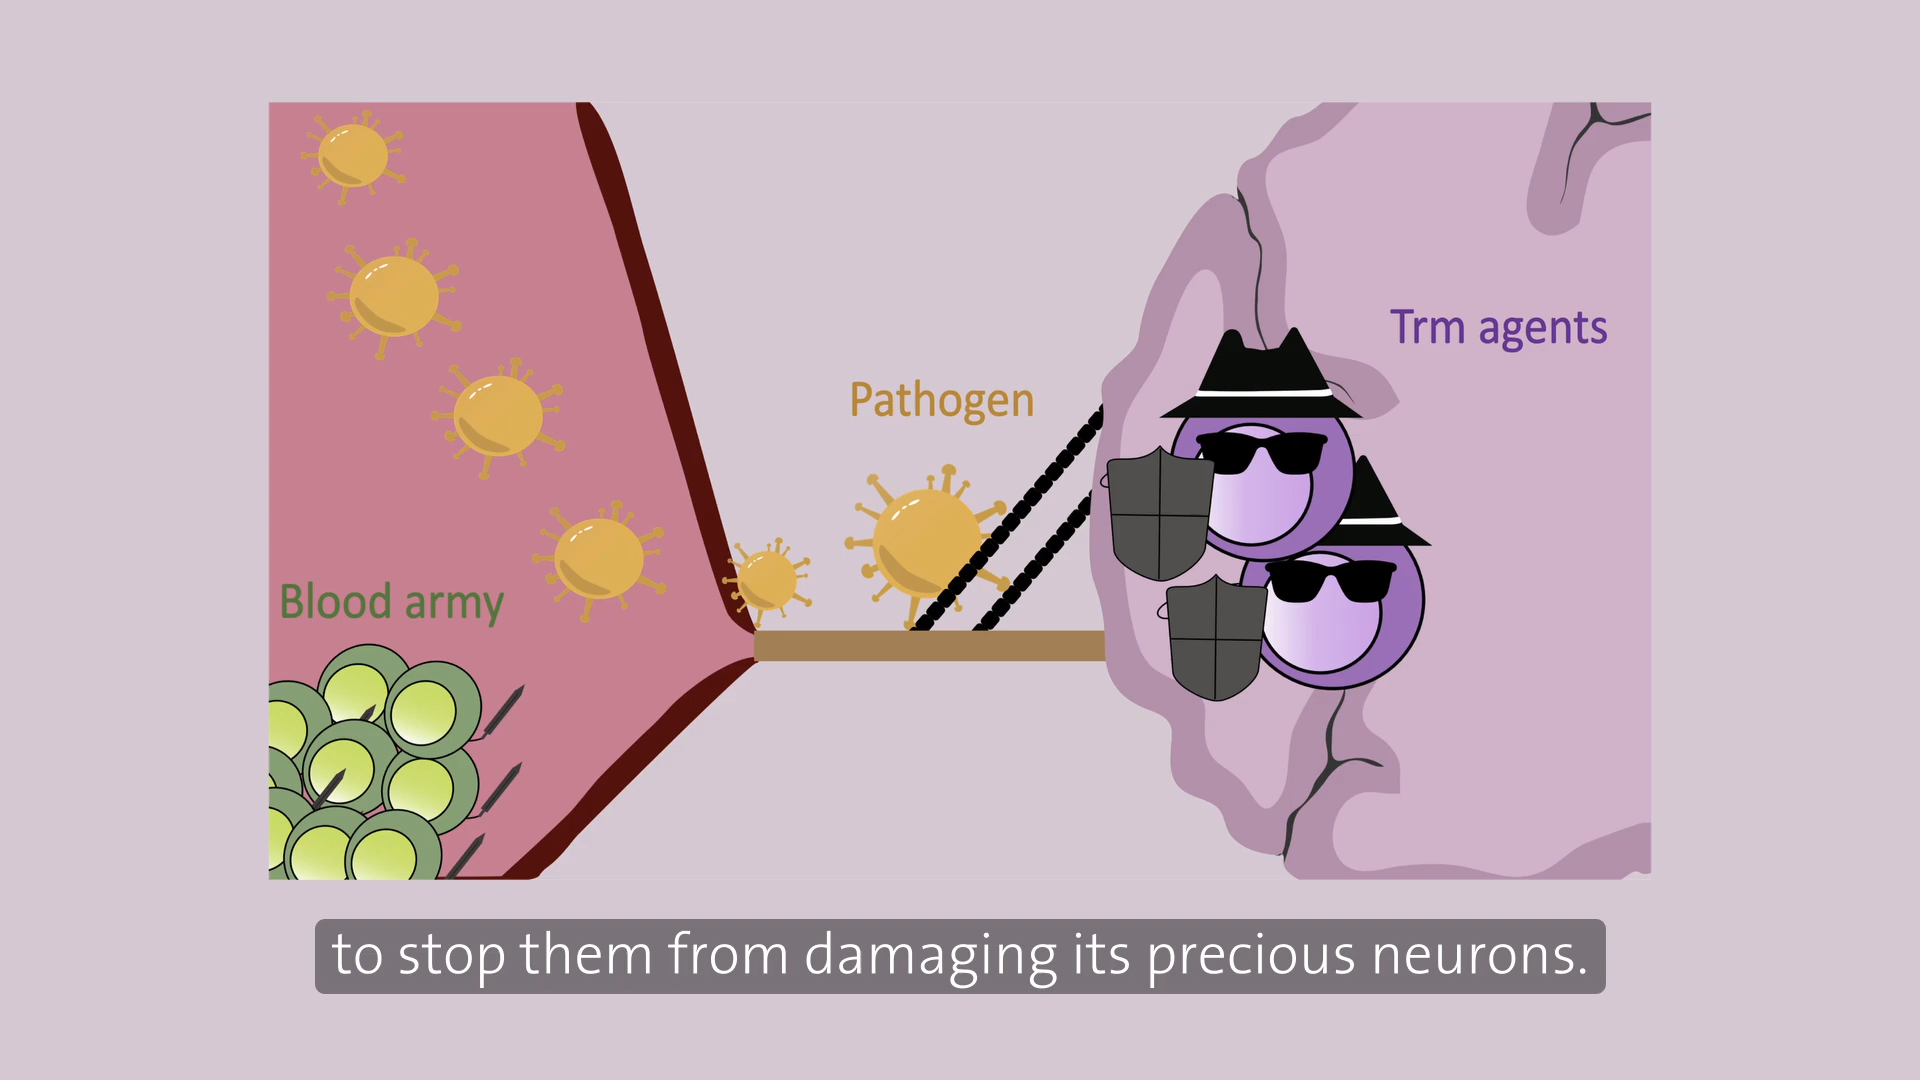 Trm agents
Pathogen
Blood army
to stop them from damaging its precious neurons.